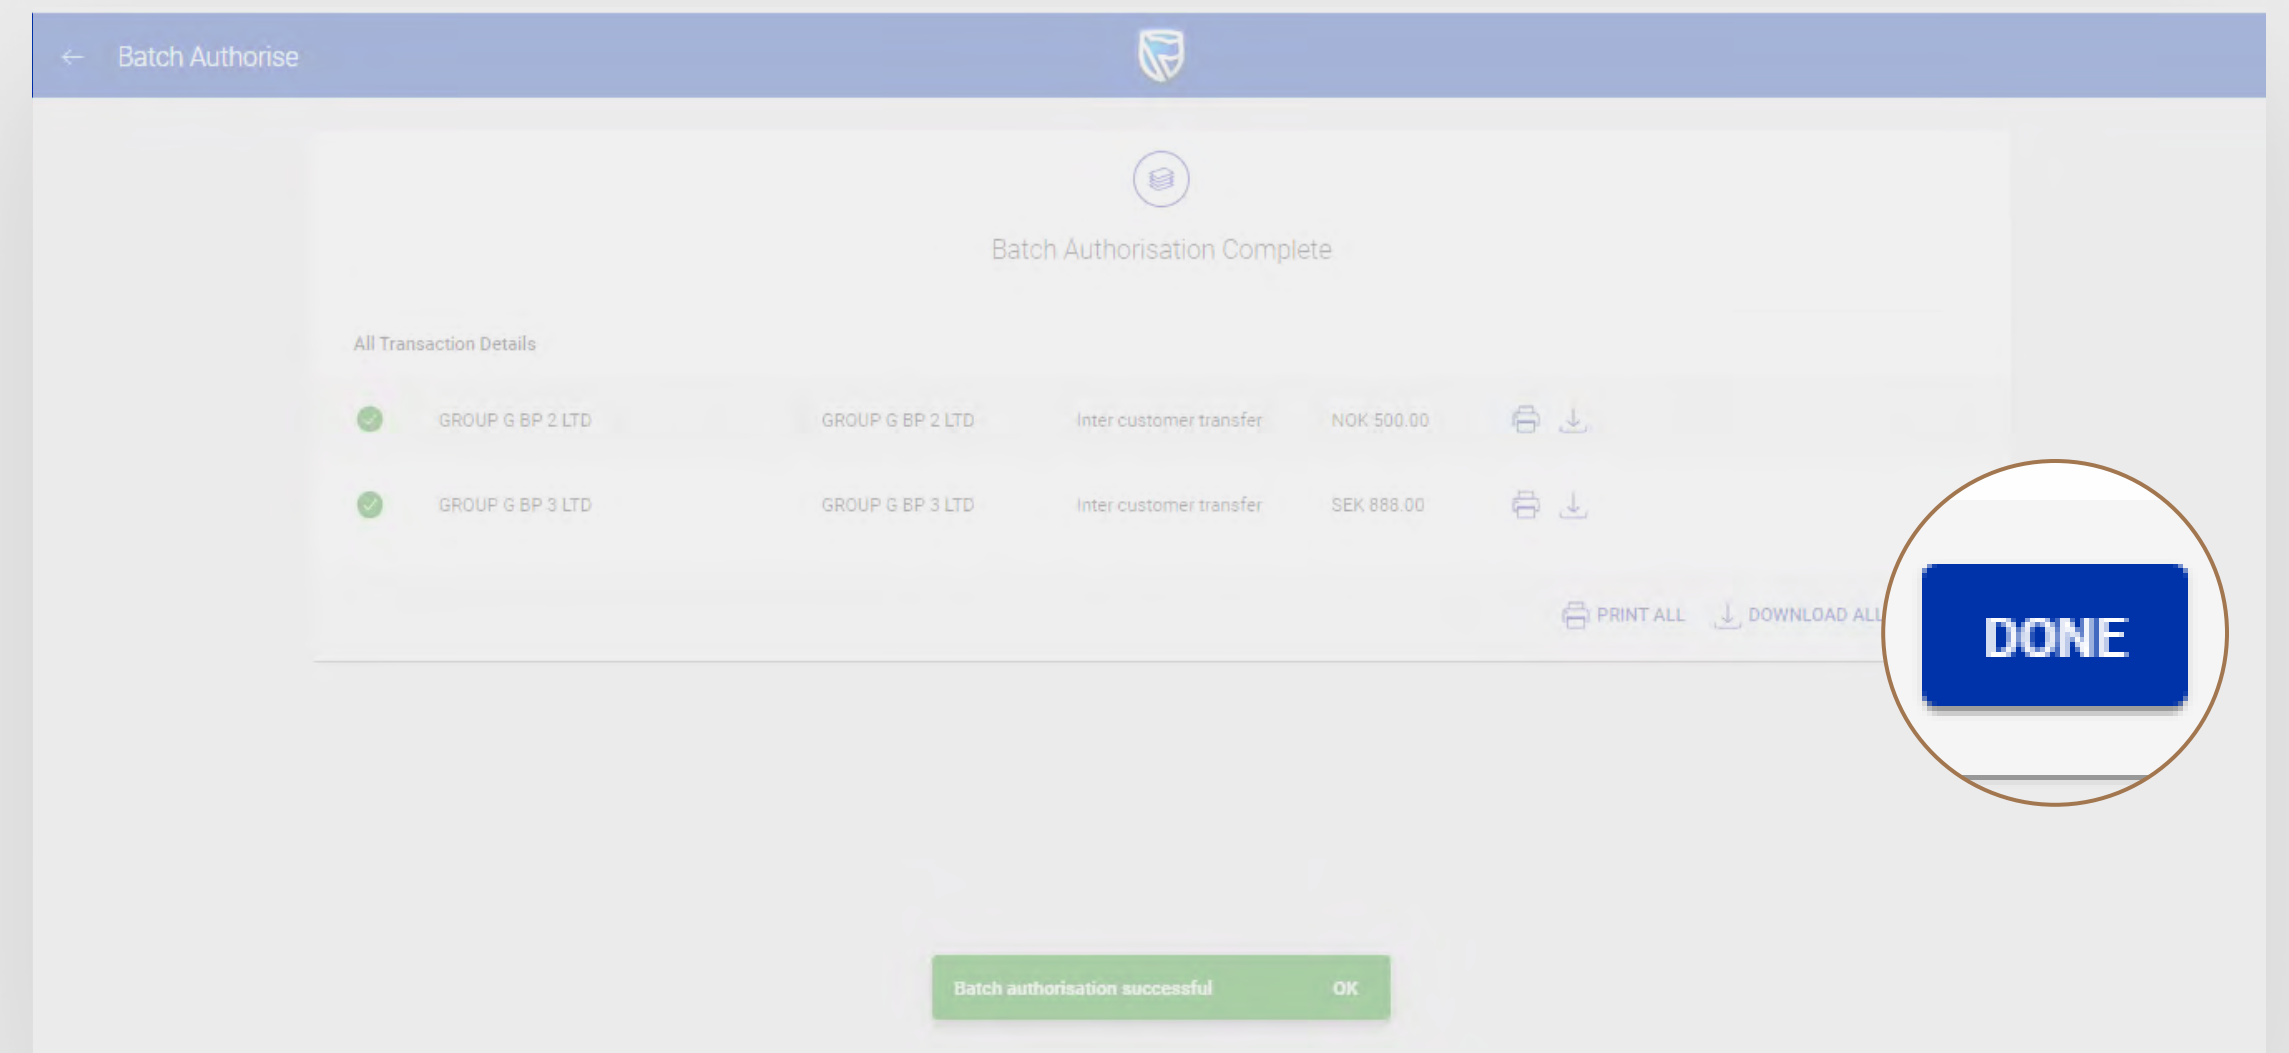 Batch Authorise
Batch Authorisation Complete
All Transaction Details
GROUP G BP 2 LTD GROUP G BP 2 LTD Inter customer transfer NOK 500.00
GROUP G BP 3 LTD GROUP G BP 3 LTD Inter customer transfer SEK 888.00
PRINT ALL DOWNLOAD ALL DONE
Batch authorisation successful OK